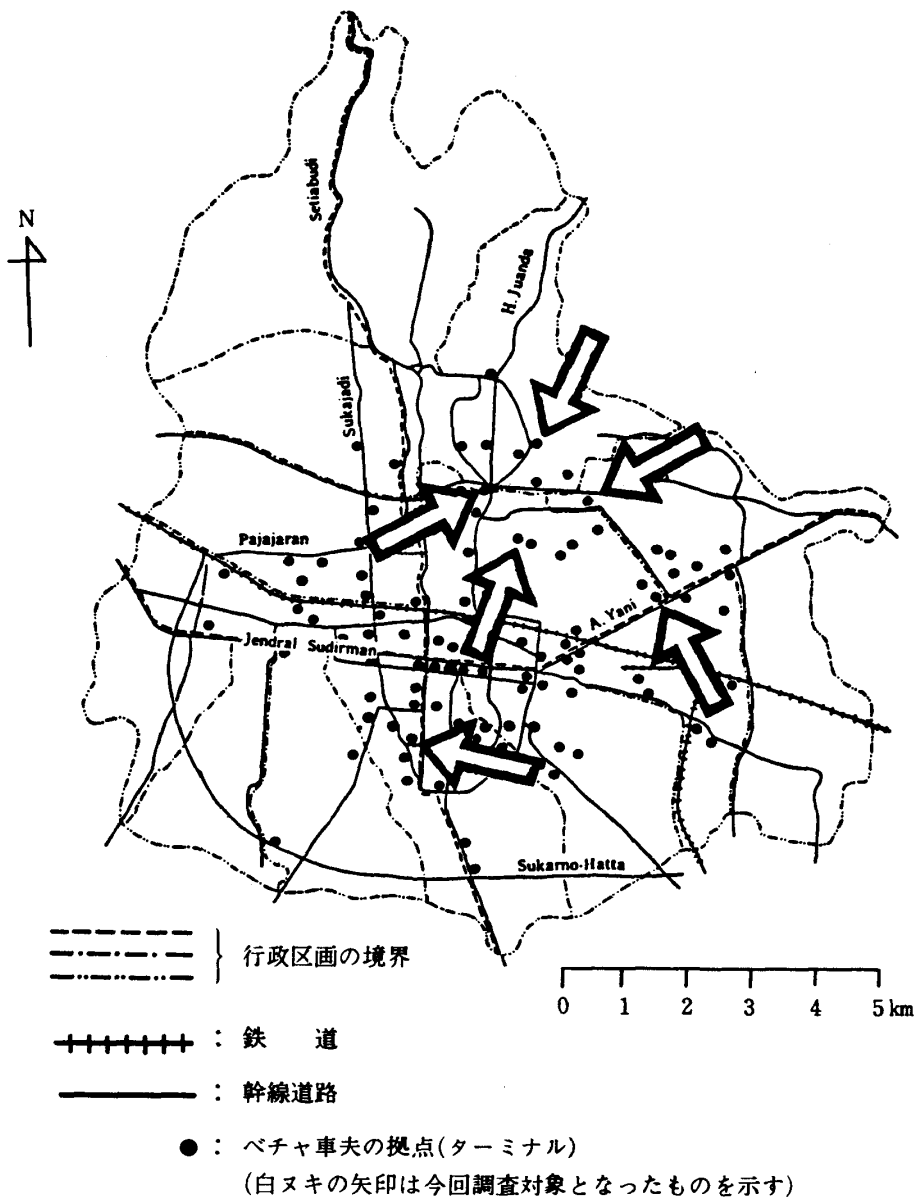 N
Setiabudi
H. Juanda
Sukajadi
Pajajaran
A. Yani
Jendral Sudirman
Sukarno-Hatta
行政区画の境界
0 1 2 3 4 5km
: 鉄 道
: 幹線道路
: ベチャ車夫の拠点(ターミナル)
(白ヌキの矢印は今回調査対象となったものを示す)